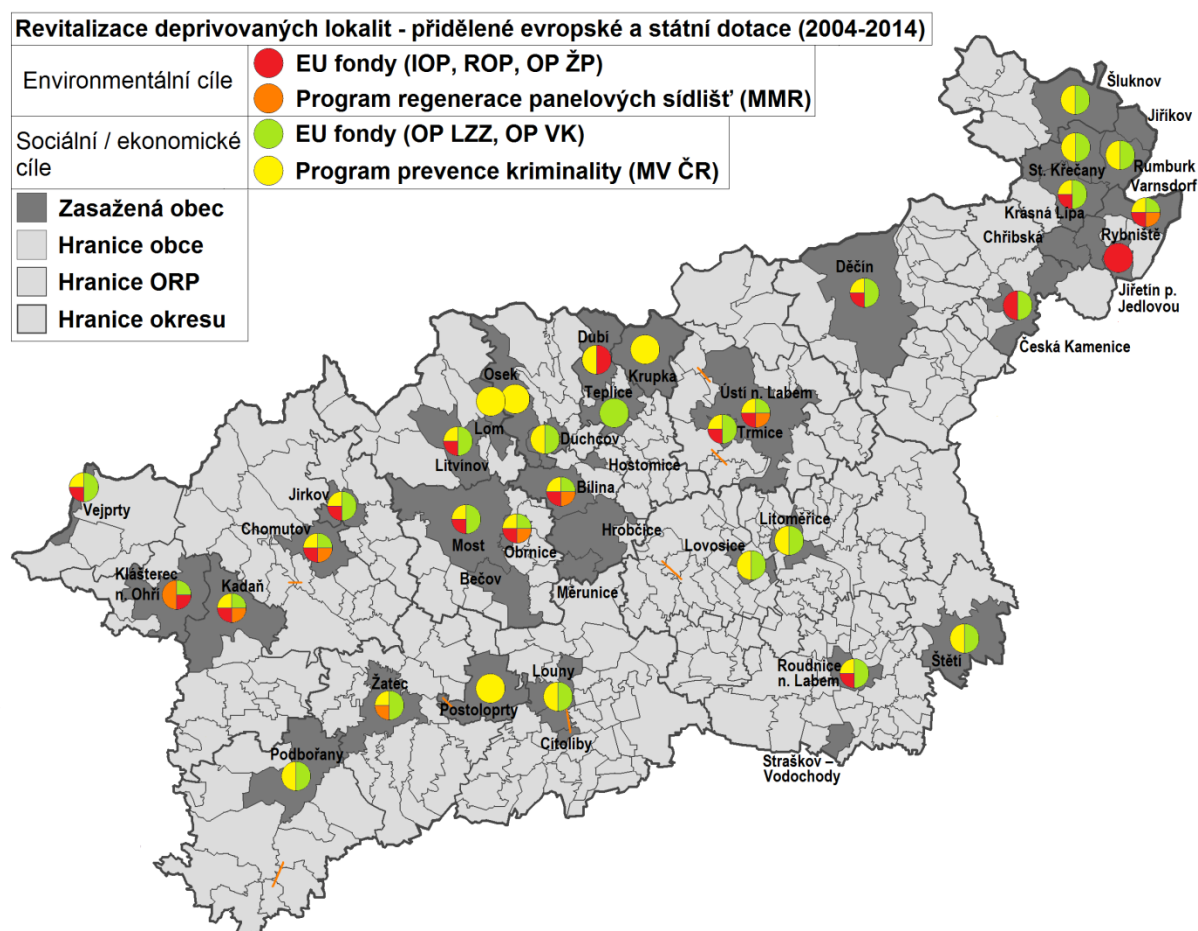 Revitalizace deprivovaných lokalit - přidělené evropské a státní dotace (2004-2014)
Environmentální cíle
EU fondy (IOP, ROP, OP ŽP)
Program regenerace panelových sídlišť (MMR)
Sociální / ekonomické
cíle
EU fondy (OP LZZ, OP VK)
Program prevence kriminality (MV ČR)
Zasažená obec
Hranice obce
Hranice ORP
Hranice okresu
Šluknov
Jiříkov
St. Křečany
Rumburk
Varnsdorf
Krásná Lípa
Chřibská
Rybniště
Jiřetín p.
Jedlovou
Děčín
Česká Kamenice
Dubí
Krupka
Osek
Teplice
Ústí n. Labem
Lom
Duchcov
Trmice
Litvínov
Hostomice
Bílina
Vejprty
Jirkov
Chomutov
Most
Obrnice
Hrobčice
Litoměřice
Lovosice
Bečov
Měrunice
Klášterec
n. Ohří
Kadaň
Štětí
Roudnice
n. Labem
Louny
Žatec
Postoloprty
Cítoliby
Podbořany
Straškov –
Vodochody